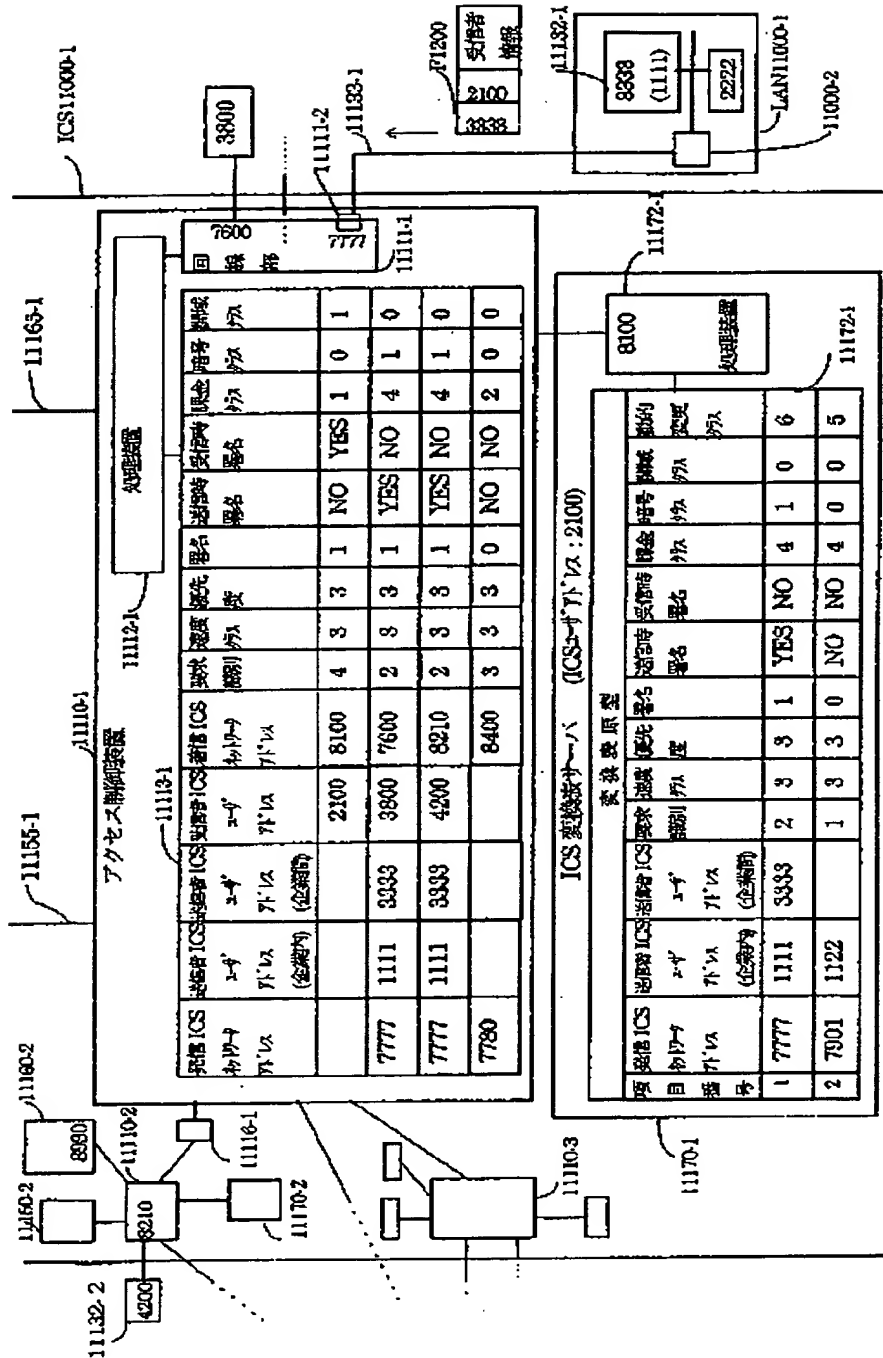 ICS11000-1
11165-1
11155-1
11110-1
アクセス制御装置
11112-1
処理装置
11113-1
発信ICS ネットワーク アドレス
送信者ICS ユーザ アドレス (企業内)
送信者ICS ユーザ アドレス (企業間)
受信者ICS ユーザ アドレス
着信ICS ネットワーク アドレス
要求 種別
速度 クラス
優先 度
署名
送信時 署名
受信時 署名
課金 クラス
暗号 クラス
開域 クラス
2100 8100 4 3 3 1 NO YES 1 0 1
7777 1111 3333 3800 7600 2 3 3 1 YES NO 4 1 0
7777 1111 3333 4200 8210 2 3 3 1 YES NO 4 1 0
7780 8400 3 3 3 0 NO NO 2 0 0
7600
回線部
7777
11111-1
11111-2
3800
11133-1
F1200
3333 2100 受信者 情報
11132-1
3333
(1111)
2222
LAN11000-1
11000-2
11160-2
8930
11150-2
11110-2
8210
11116-1
11170-2
4200
11132-2
11110-3
ICS 変換表サーバ (ICSユーザアドレス:2100)
変換表原型
項目番号
発信ICS ネットワーク アドレス
送信者ICS ユーザ アドレス (企業内)
送信者ICS ユーザ アドレス (企業間)
要求 種別
速度 クラス
優先 度
署名
送信時 署名
受信時 署名
課金 クラス
暗号 クラス
開域 クラス
動的 変更 クラス
1 7777 1111 3333 2 3 3 1 YES NO 4 1 0 6
2 7901 1122 1 3 3 0 NO NO 4 0 0 5
8100
処理装置
11172-1
11172-1
11170-1